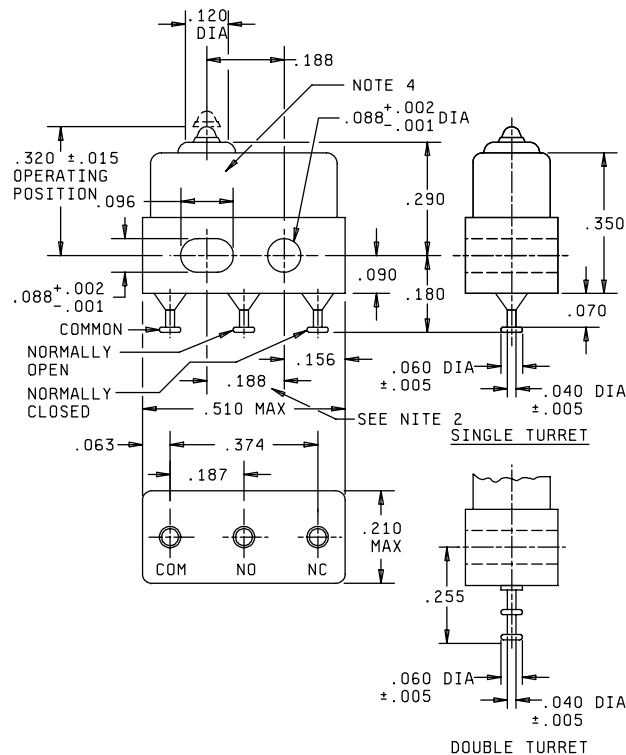 .120
DIA
.188
NOTE 4
.088 +.002 -.001 DIA
.320 ±.015
OPERATING
POSITION
.096
.290
.350
.088 +.002 -.001
.090
.180
.070
COMMON
NORMALLY
OPEN
NORMALLY
CLOSED
.156
.188
.510 MAX
SEE NITE 2
.060 DIA
±.005
.040 DIA
±.005
SINGLE TURRET
.063
.374
.187
.210
MAX
COM NO NC
.255
.060 DIA
±.005
.040 DIA
±.005
DOUBLE TURRET